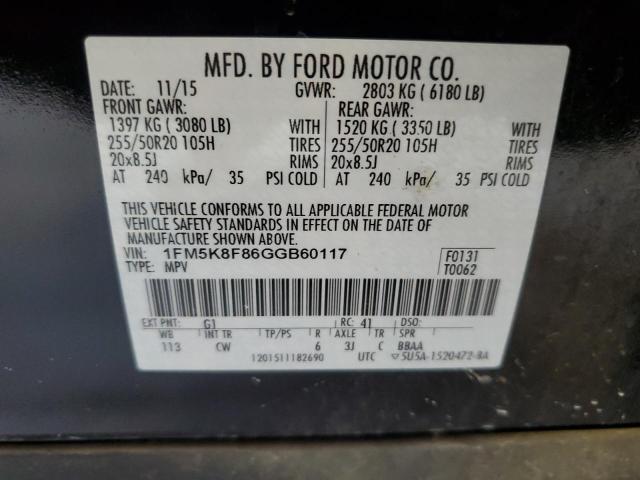 MFD. BY FORD MOTOR CO.
DATE: 11/15 GVWR: 2803 KG ( 6180 LB)
FRONT GAWR: REAR GAWR:
1397 KG ( 3080 LB) WITH 1520 KG ( 3350 LB) WITH
255/50R20 105H TIRES 255/50R20 105H TIRES
20x8.5J RIMS 20x8.5J RIMS
AT 240 kPa/ 35 PSI COLD AT 240 kPa/ 35 PSI COLD
THIS VEHICLE CONFORMS TO ALL APPLICABLE FEDERAL MOTOR
VEHICLE SAFETY STANDARDS IN EFFECT ON THE DATE OF
MANUFACTURE SHOWN ABOVE.
VIN: 1FM5K8F86GGB60117 F0131
TYPE: MPV T0062
EXT PNT: G1 RC: 41 DSO:
WB INT TR TP/PS R AXLE TR SPR
113 CW 6 3J C BBAA
1201511182690 UTC 5U5A-1520472-BA